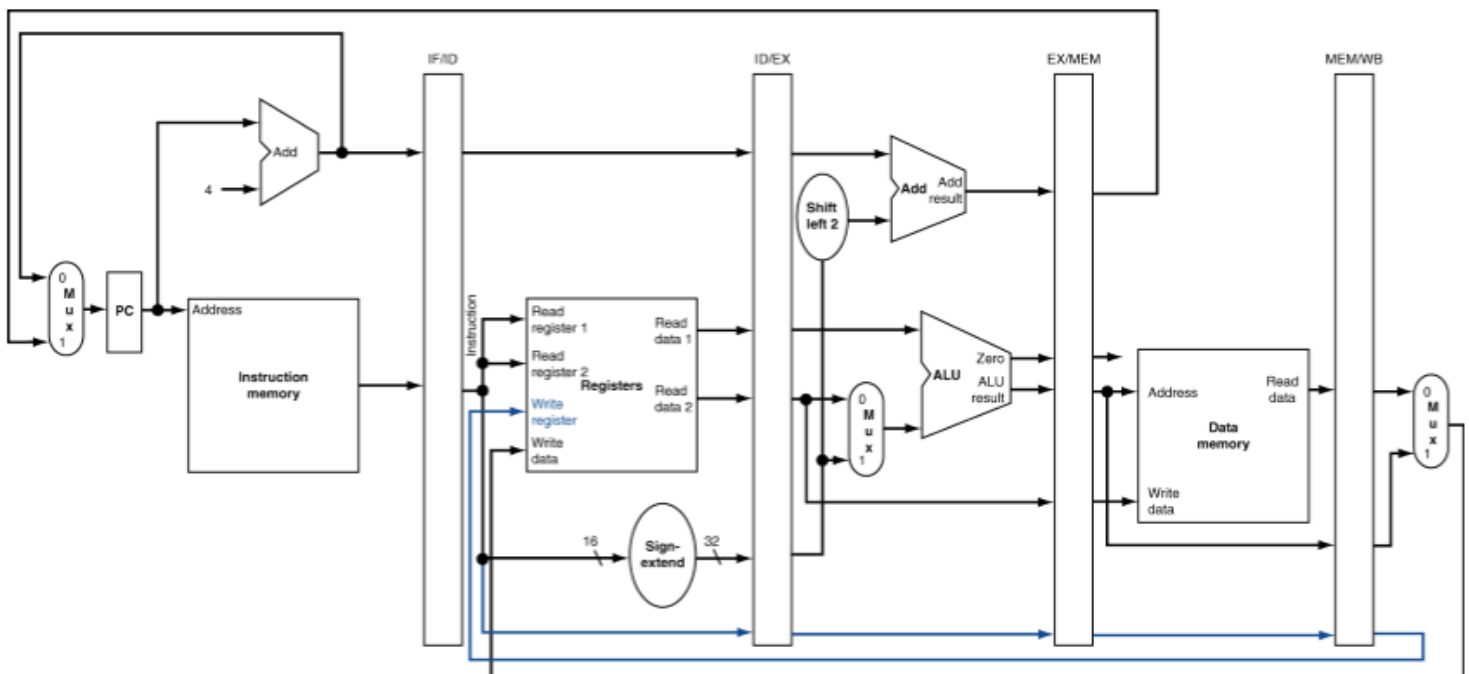 IF/ID
ID/EX
EX/MEM
MEM/WB
Add
4
Add
Add
result
Shift
left 2
0
M
u
x
1
PC
Address
Instruction
memory
Instruction
Read
register 1
Read
register 2
Registers
Write
register
Write
data
Read
data 1
Read
data 2
0
M
u
x
1
Zero
ALU
ALU
result
Address
Read
data
Data
memory
Write
data
0
M
u
x
1
16
Sign-
extend
32